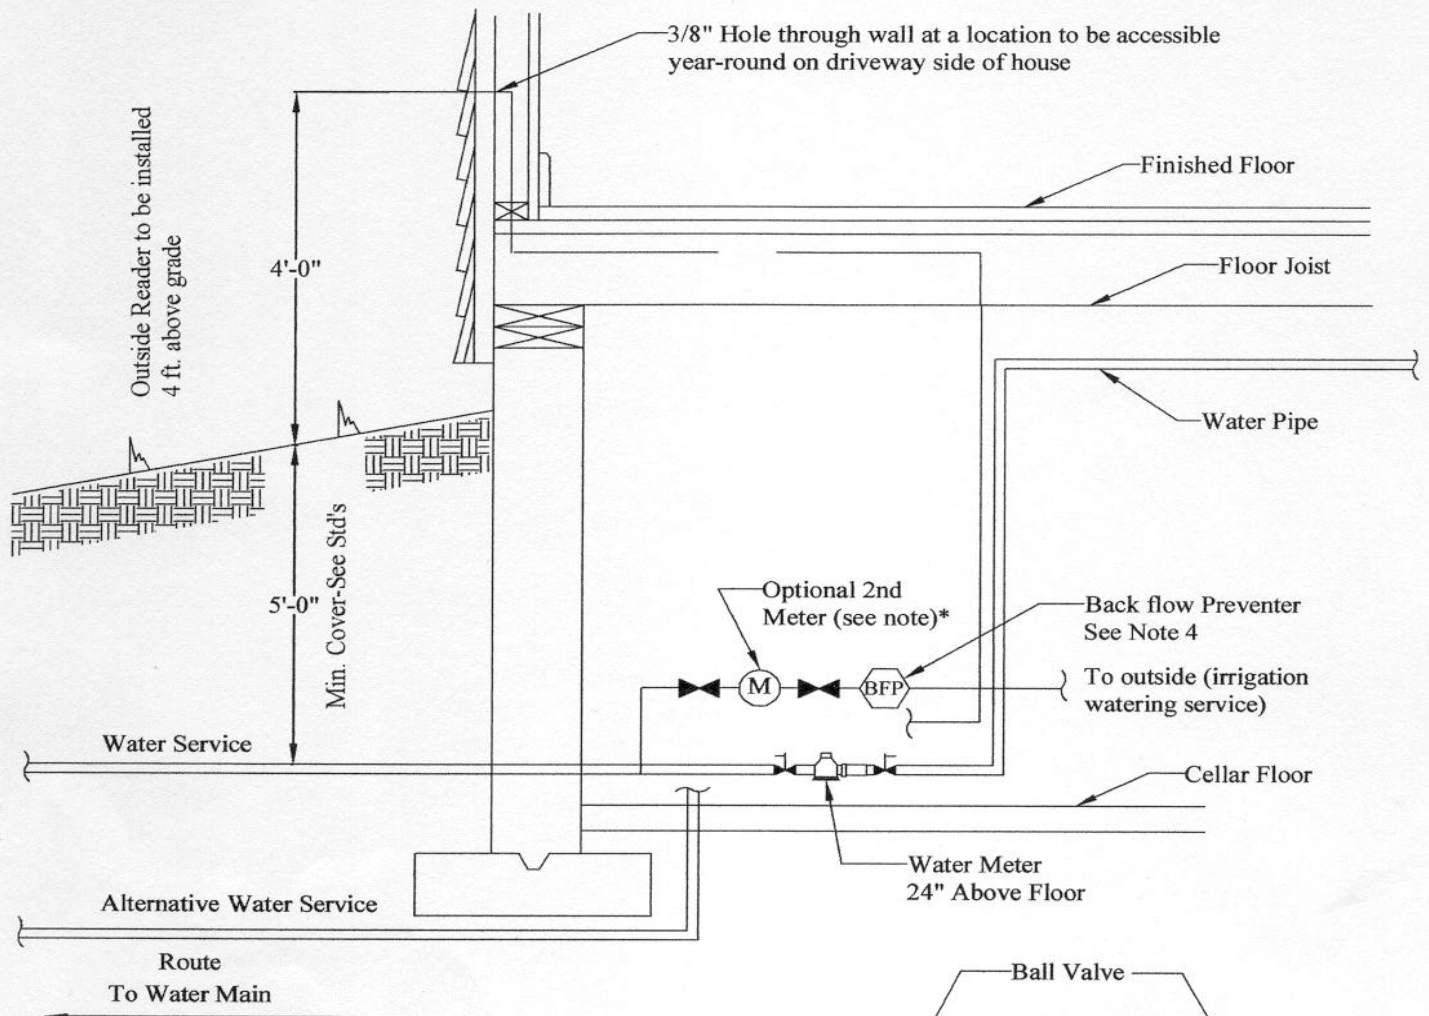 3/8" Hole through wall at a location to be accessible
year-round on driveway side of house
Outside Reader to be installed
4 ft. above grade
Finished Floor
4'-0"
Floor Joist
Water Pipe
Min. Cover-See Std's
5'-0"
Optional 2nd
Meter (see note)*
Back flow Preventer
See Note 4
M
BFP
To outside (irrigation
watering service)
Water Service
Cellar Floor
Water Meter
24" Above Floor
Alternative Water Service
Route
To Water Main
Ball Valve